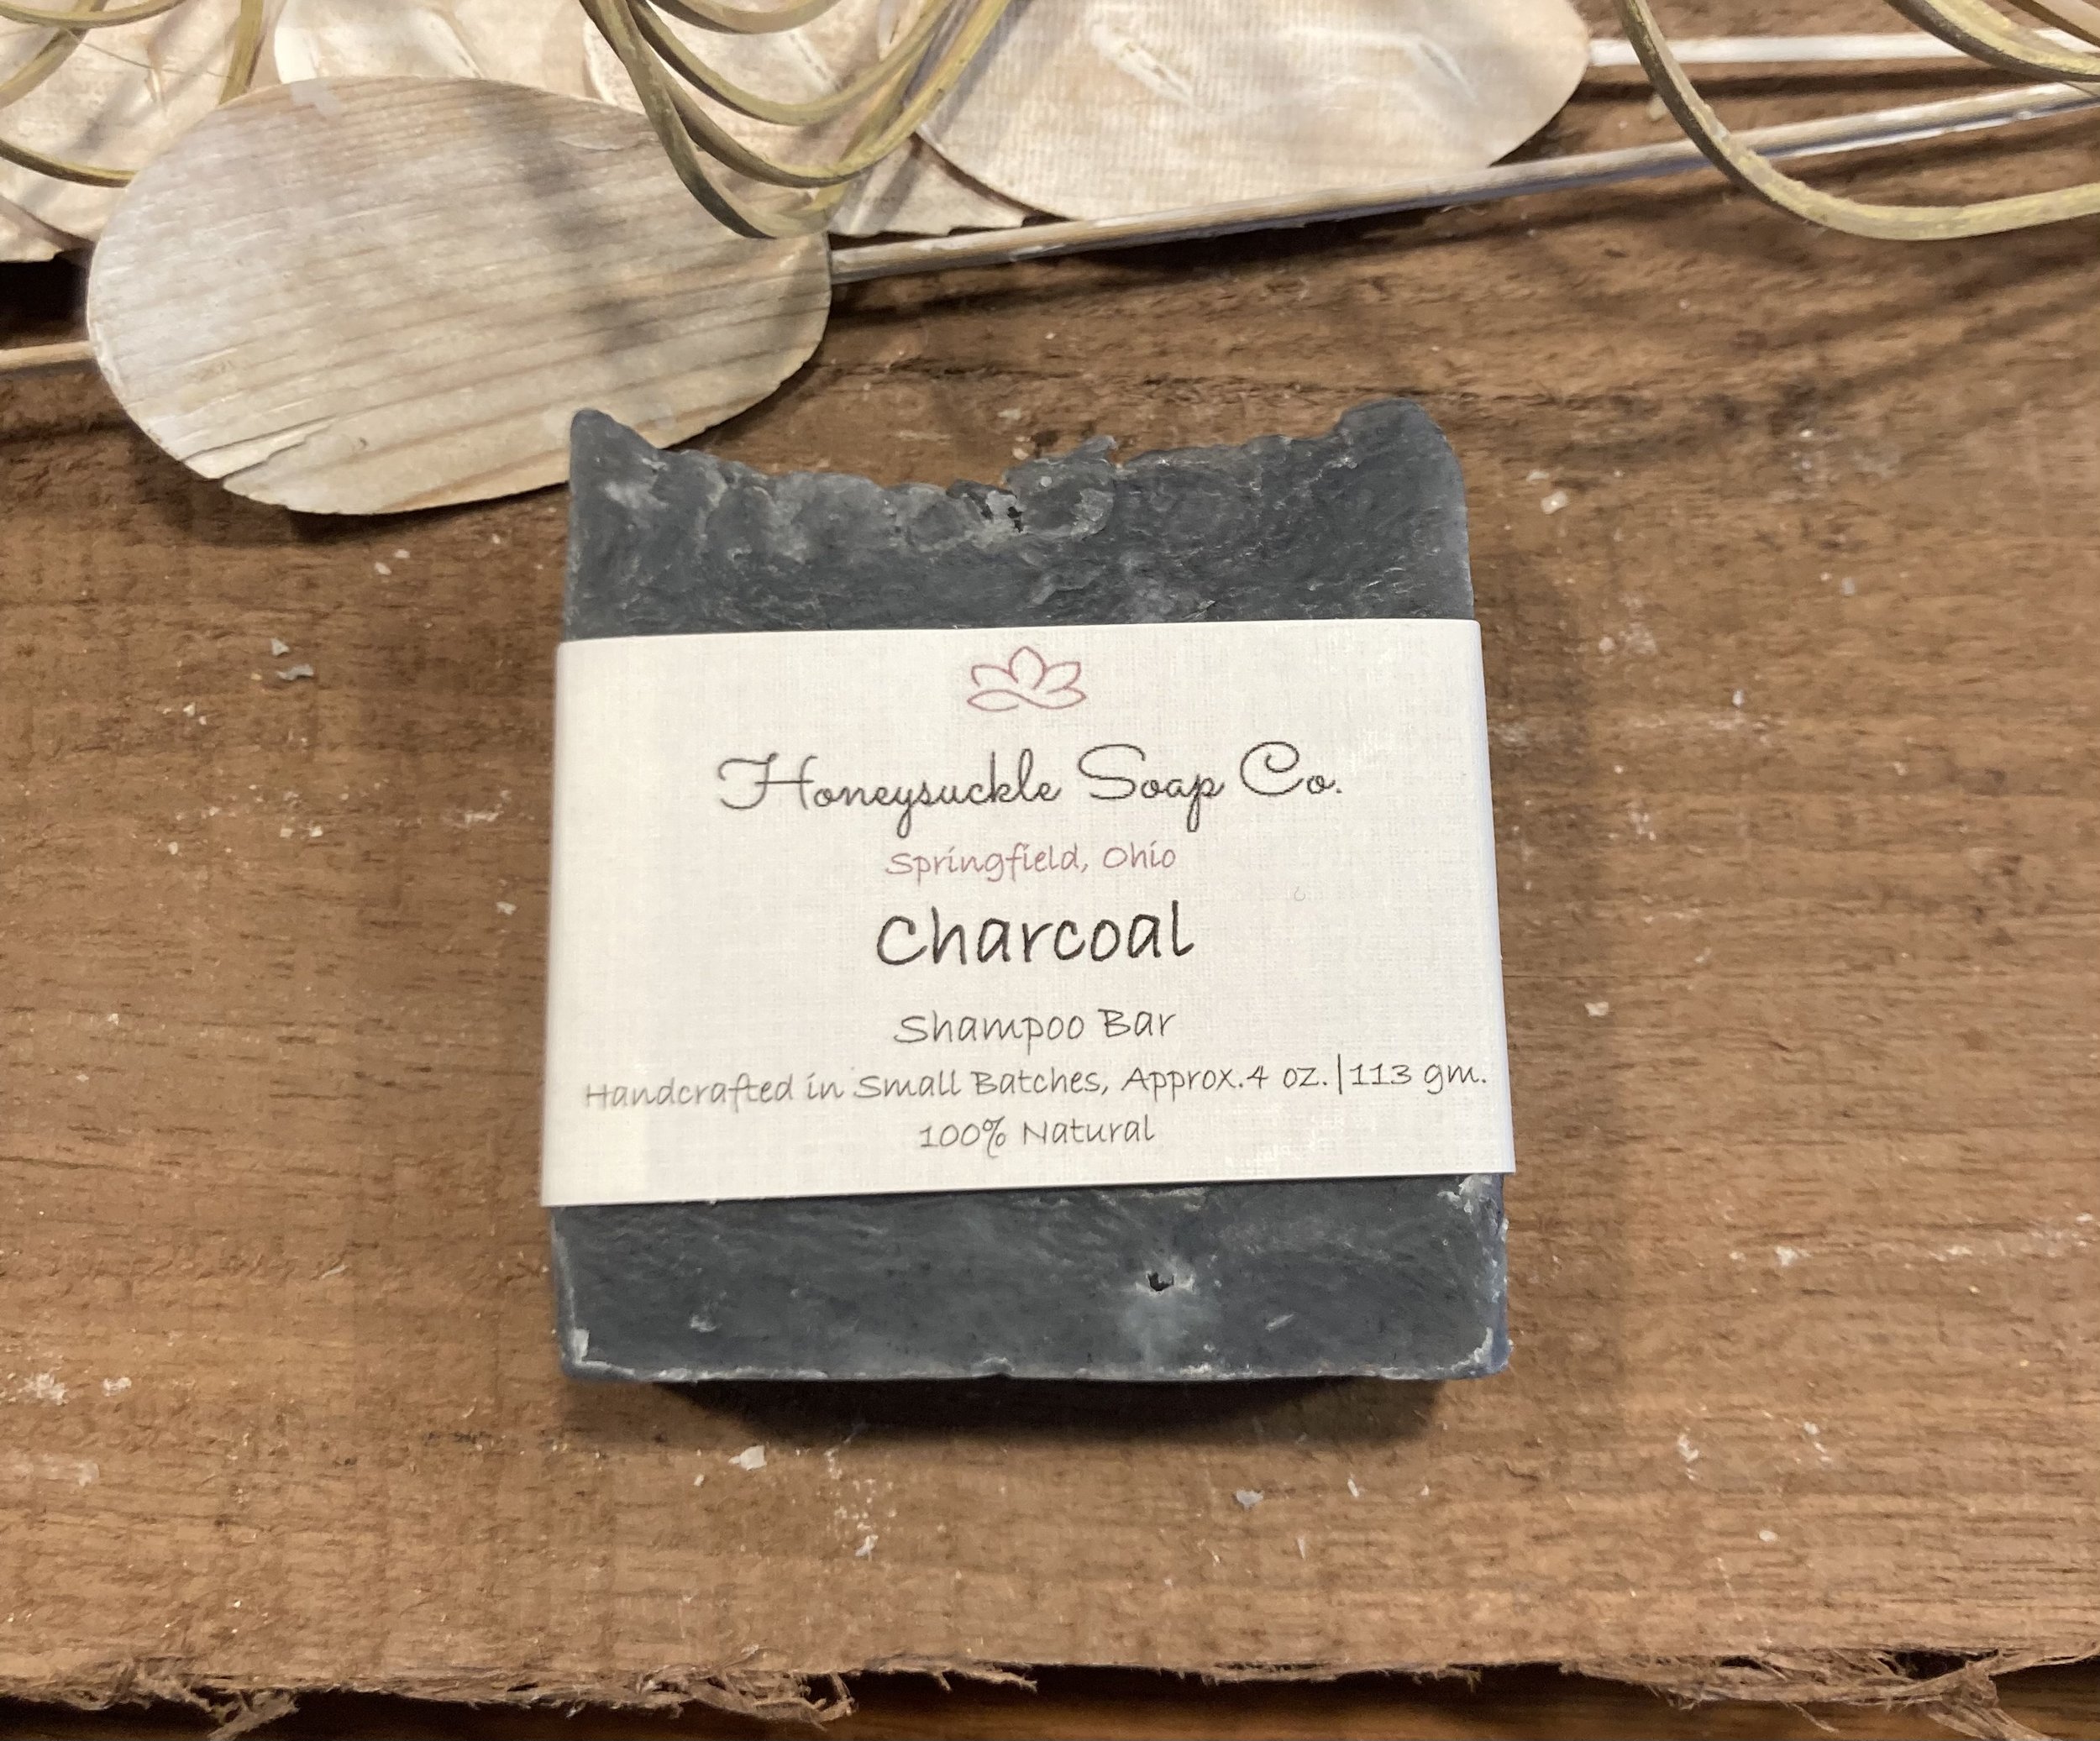 Honeysuckle Soap Co.
Springfield, Ohio
Charcoal
Shampoo Bar
Handcrafted in Small Batches, Approx.4 oz.|113 gm.
100% Natural